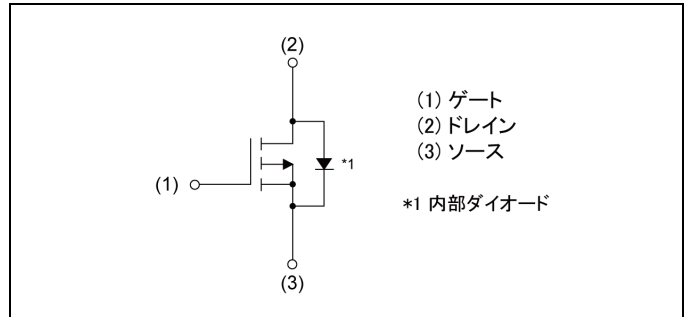 (2)
(1) ゲート
(2) ドレイン
(3) ソース
*1
(1)
*1 内部ダイオード
(3)